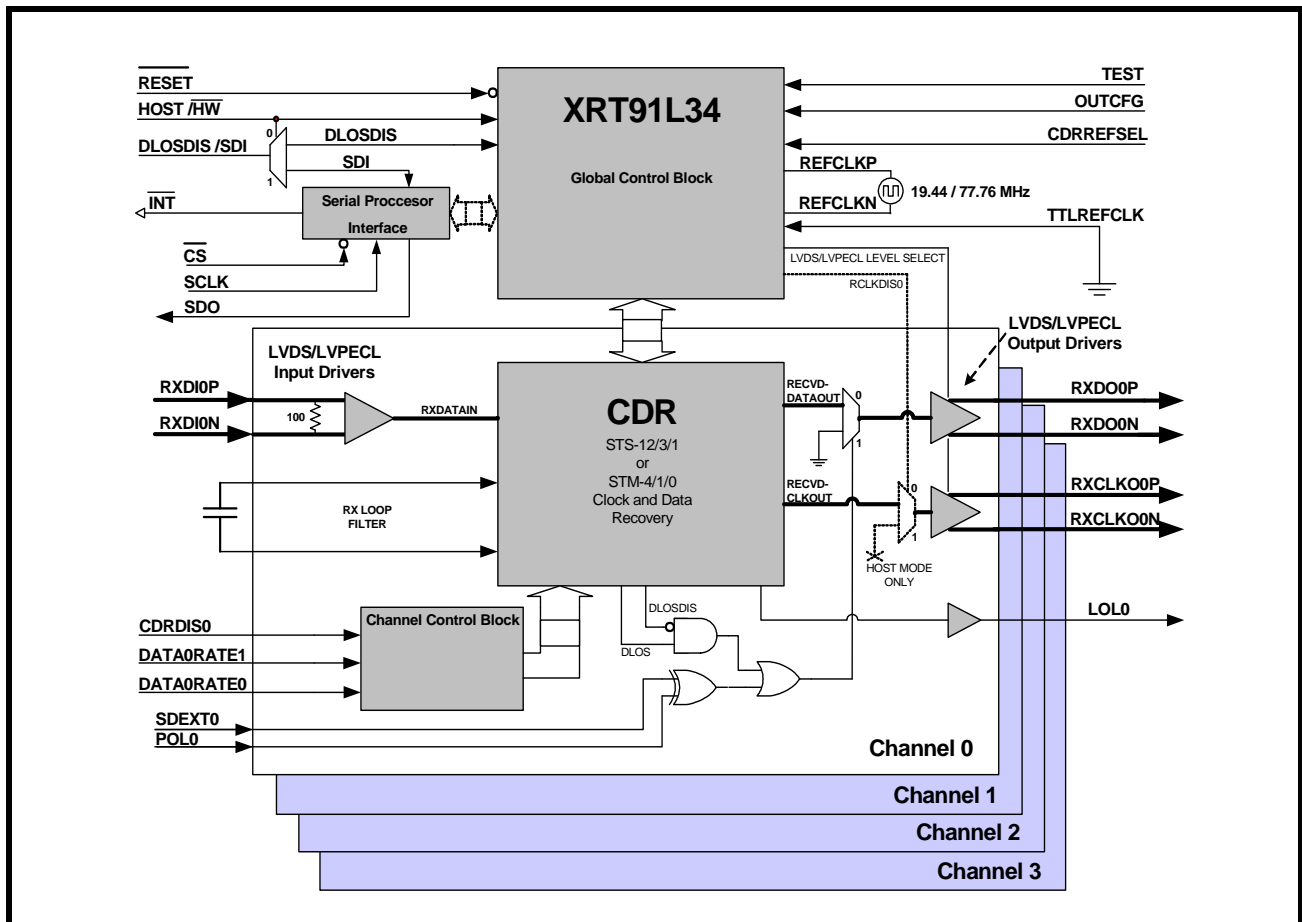 RESET
HOST /HW
DLOSDIS /SDI
0
1
DLOSDIS
SDI
INT
Serial Proccesor
Interface
CS
SCLK
SDO
XRT91L34
Global Control Block
TEST
OUTCFG
CDRREFSEL
REFCLKP
REFCLKN
19.44 / 77.76 MHz
TTLREFCLK
LVDS/LVPECL LEVEL SELECT
RCLKDIS0
LVDS/LVPECL
Output Drivers
LVDS/LVPECL
Input Drivers
RXDI0P
RXDI0N
100
RXDATAIN
CDR
STS-12/3/1
or
STM-4/1/0
Clock and Data
Recovery
RECVD-
DATAOUT
0
1
RECVD-
CLKOUT
0
1
HOST MODE
ONLY
RXDO0P
RXDO0N
RXCLKO0P
RXCLKO0N
RX LOOP
FILTER
LOL0
CDRDIS0
DATA0RATE1
DATA0RATE0
Channel Control Block
DLOSDIS
DLOS
SDEXT0
POL0
Channel 0
Channel 1
Channel 2
Channel 3